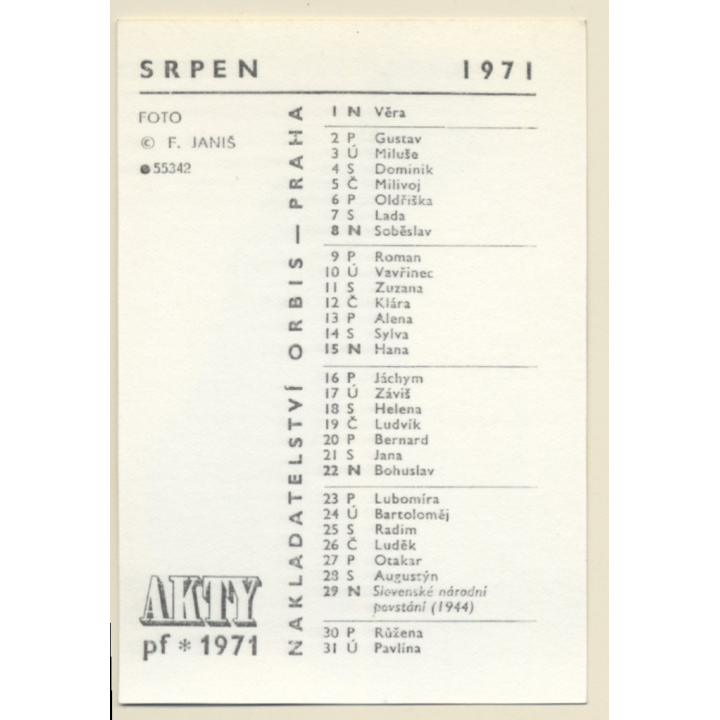 SRPEN 1971
FOTO
© F. JANIŠ
55342
NAKLADATELSTVÍ ORBIS — PRAHA
1 N Věra
2 P Gustav
3 Ú Miluše
4 S Dominik
5 Č Milivoj
6 P Oldřiška
7 S Lada
8 N Soběslav
9 P Roman
10 Ú Vavřinec
11 S Zuzana
12 Č Klára
13 P Alena
14 S Sylva
15 N Hana
16 P Jáchym
17 Ú Záviš
18 S Helena
19 Č Ludvík
20 P Bernard
21 S Jana
22 N Bohuslav
23 P Lubomíra
24 Ú Bartoloměj
25 S Radim
26 Č Luděk
27 P Otakar
28 S Augustýn
29 N Slovenské národní
povstání (1944)
30 P Růžena
31 Ú Pavlína
AKTY
pf * 1971